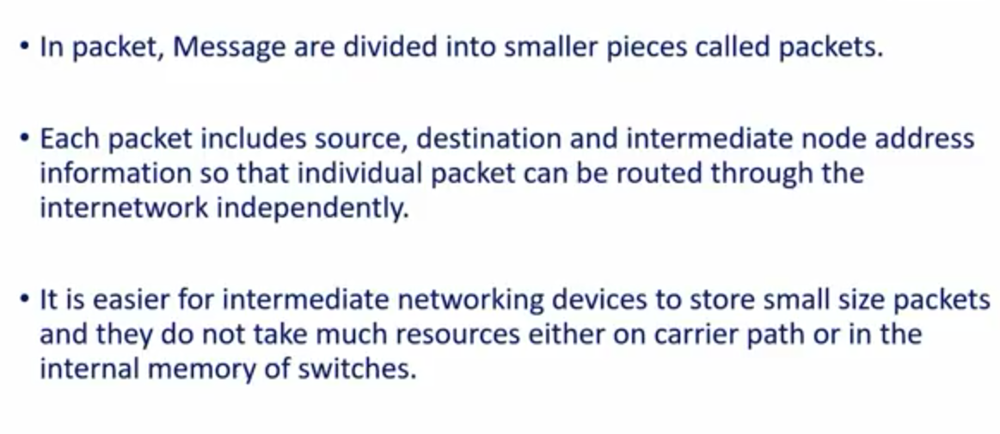 • In packet, Message are divided into smaller pieces called packets.
• Each packet includes source, destination and intermediate node address
information so that individual packet can be routed through the
internetwork independently.
• It is easier for intermediate networking devices to store small size packets
and they do not take much resources either on carrier path or in the
internal memory of switches.